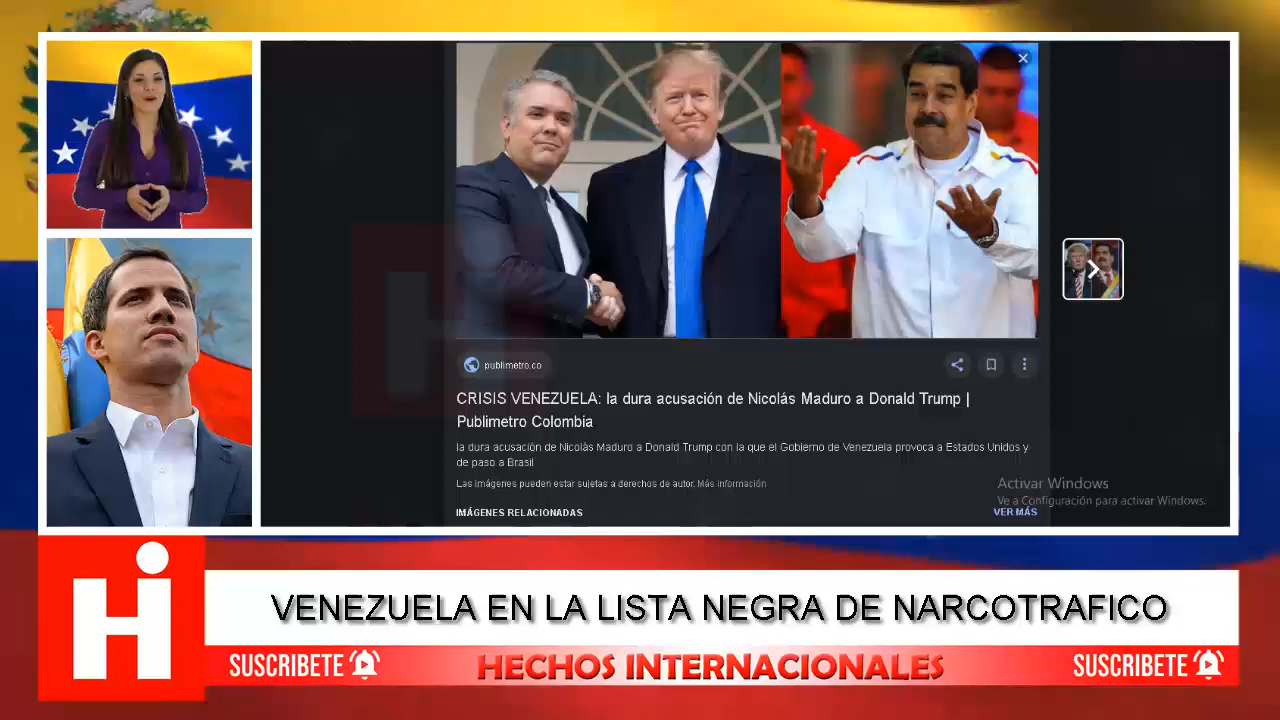 publimetro.co
CRISIS VENEZUELA: la dura acusación de Nicolás Maduro a Donald Trump |
Publimetro Colombia
la dura acusación de Nicolás Maduro a Donald Trump con la que el Gobierno de Venezuela provoca a Estados Unidos y
de paso a Brasil
Las imágenes pueden estar sujetas a derechos de autor. Más información
Activar Windows
Ve a Configuración para activar Windows.
IMÁGENES RELACIONADAS
VER MÁS
Hi
VENEZUELA EN LA LISTA NEGRA DE NARCOTRAFICO
SUSCRIBETE
HECHOS INTERNACIONALES
SUSCRIBETE